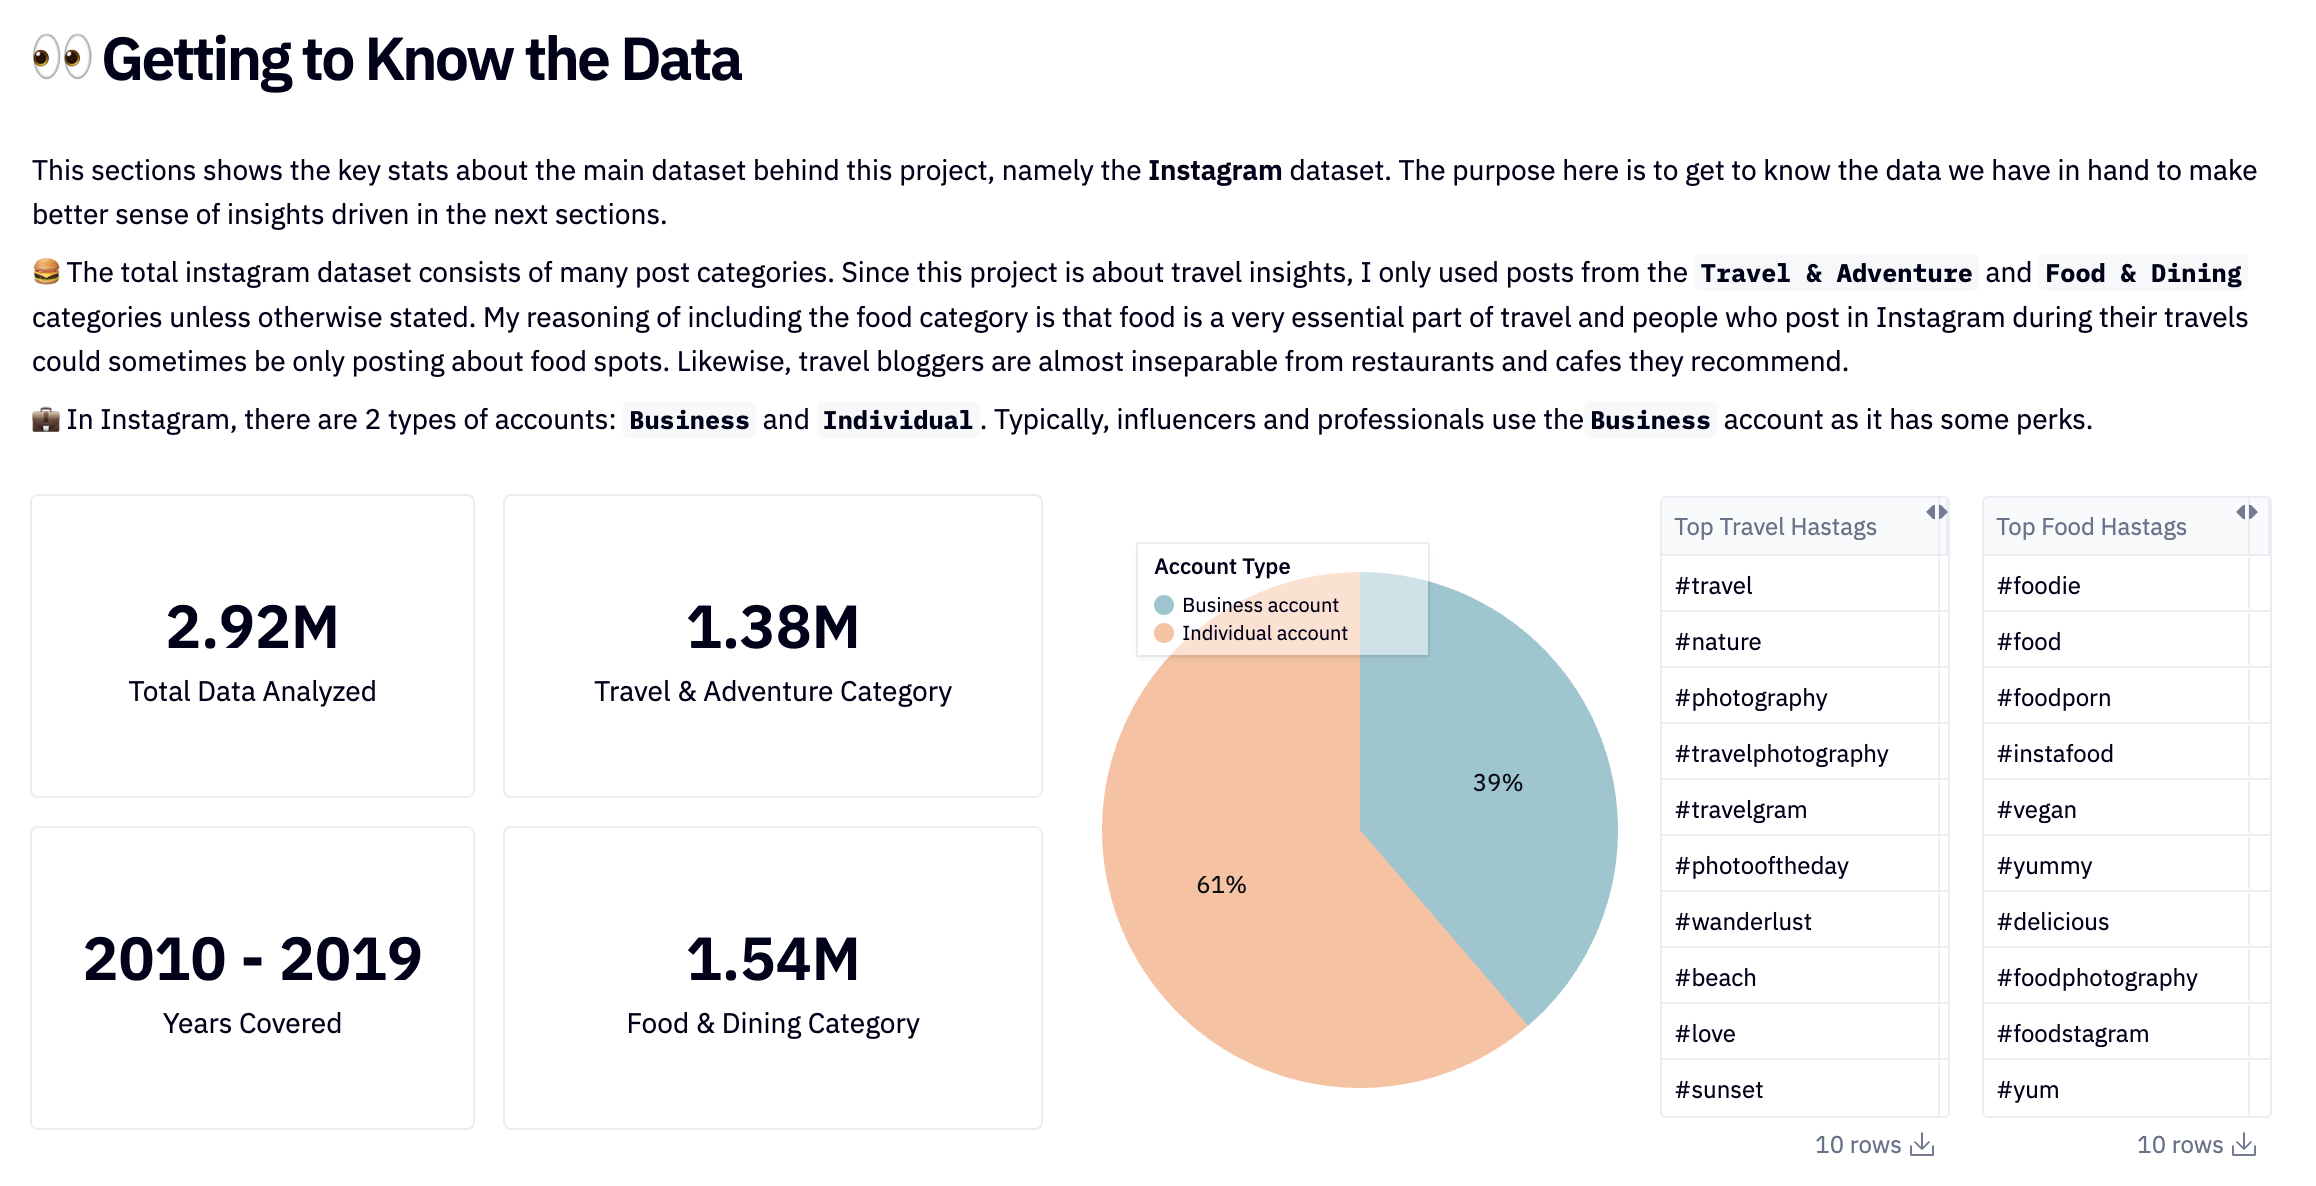 👀 Getting to Know the Data
This sections shows the key stats about the main dataset behind this project, namely the Instagram dataset. The purpose here is to get to know the data we have in hand to make
better sense of insights driven in the next sections.
🍔 The total instagram dataset consists of many post categories. Since this project is about travel insights, I only used posts from the Travel & Adventure and Food & Dining
categories unless otherwise stated. My reasoning of including the food category is that food is a very essential part of travel and people who post in Instagram during their travels
could sometimes be only posting about food spots. Likewise, travel bloggers are almost inseparable from restaurants and cafes they recommend.
💼 In Instagram, there are 2 types of accounts: Business and Individual. Typically, influencers and professionals use the Business account as it has some perks.
2.92M
Total Data Analyzed
1.38M
Travel & Adventure Category
2010 - 2019
Years Covered
1.54M
Food & Dining Category
Account Type
Business account
Individual account
39%
61%
Top Travel Hastags
#travel
#nature
#photography
#travelphotography
#travelgram
#photooftheday
#wanderlust
#beach
#love
#sunset
10 rows
Top Food Hastags
#foodie
#food
#foodporn
#instafood
#vegan
#yummy
#delicious
#foodphotography
#foodstagram
#yum
10 rows